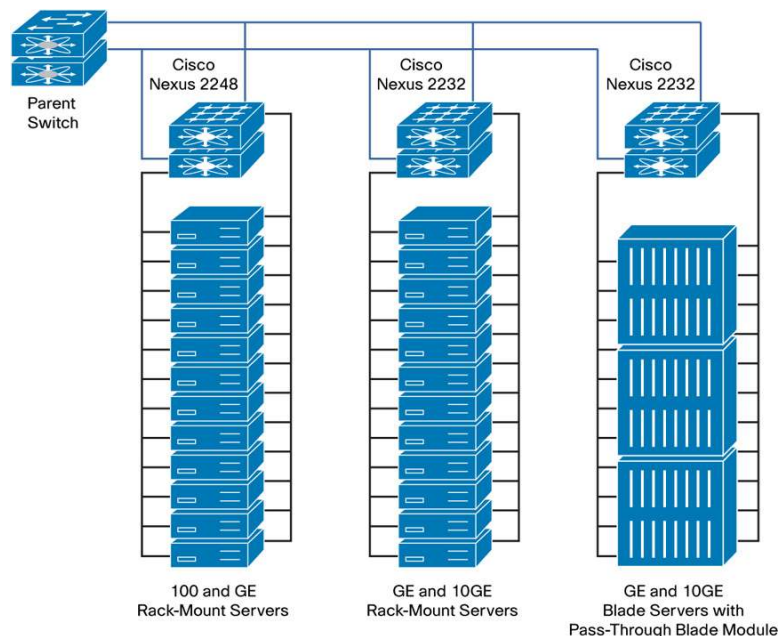 Parent
Switch
Cisco
Nexus 2248
Cisco
Nexus 2232
Cisco
Nexus 2232
100 and GE
Rack-Mount Servers
GE and 10GE
Rack-Mount Servers
GE and 10GE
Blade Servers with
Pass-Through Blade Module